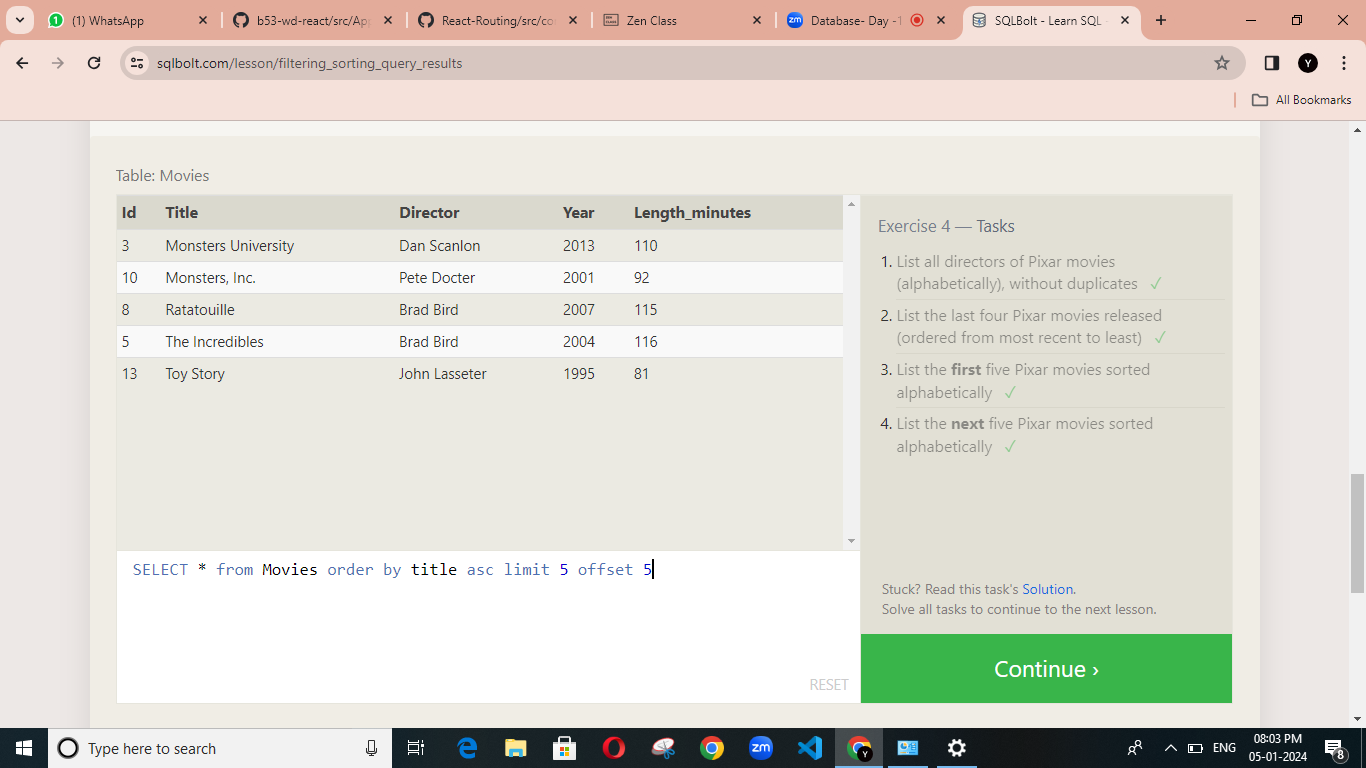 (1) WhatsApp
b53-wd-react/src/App
React-Routing/src/co
Zen Class
Database- Day -1
SQLBolt - Learn SQL -
sqlbolt.com/lesson/filtering_sorting_query_results
Y
All Bookmarks
Table: Movies
Id Title Director Year Length_minutes
3 Monsters University Dan Scanlon 2013 110
10 Monsters, Inc. Pete Docter 2001 92
8 Ratatouille Brad Bird 2007 115
5 The Incredibles Brad Bird 2004 116
13 Toy Story John Lasseter 1995 81
SELECT * from Movies order by title asc limit 5 offset 5
RESET
Exercise 4 — Tasks
1. List all directors of Pixar movies
(alphabetically), without duplicates ✓
2. List the last four Pixar movies released
(ordered from most recent to least) ✓
3. List the first five Pixar movies sorted
alphabetically ✓
4. List the next five Pixar movies sorted
alphabetically ✓
Stuck? Read this task's Solution.
Solve all tasks to continue to the next lesson.
Continue ›
Type here to search
zm
Y
ENG
08:03 PM
05-01-2024
8